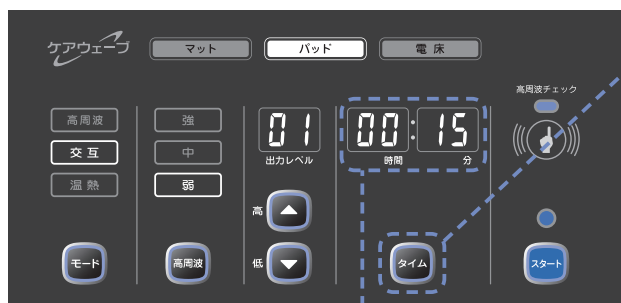 ケアウェーブ
マット
パッド
電床
高周波チェック
高周波
交互
温熱
強
中
弱
01
出力レベル
00:15
時間 分
高
低
モード
高周波
タイム
スタート